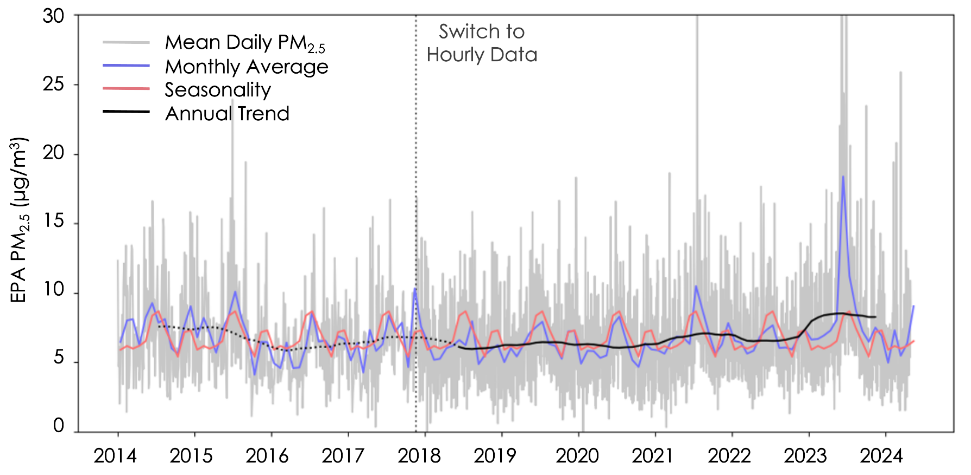 30
25
20
15
10
5
0
EPA PM₂.₅ (µg/m³)
Mean Daily PM₂.₅
Monthly Average
Seasonality
Annual Trend
Switch to
Hourly Data
2014 2015 2016 2017 2018 2019 2020 2021 2022 2023 2024